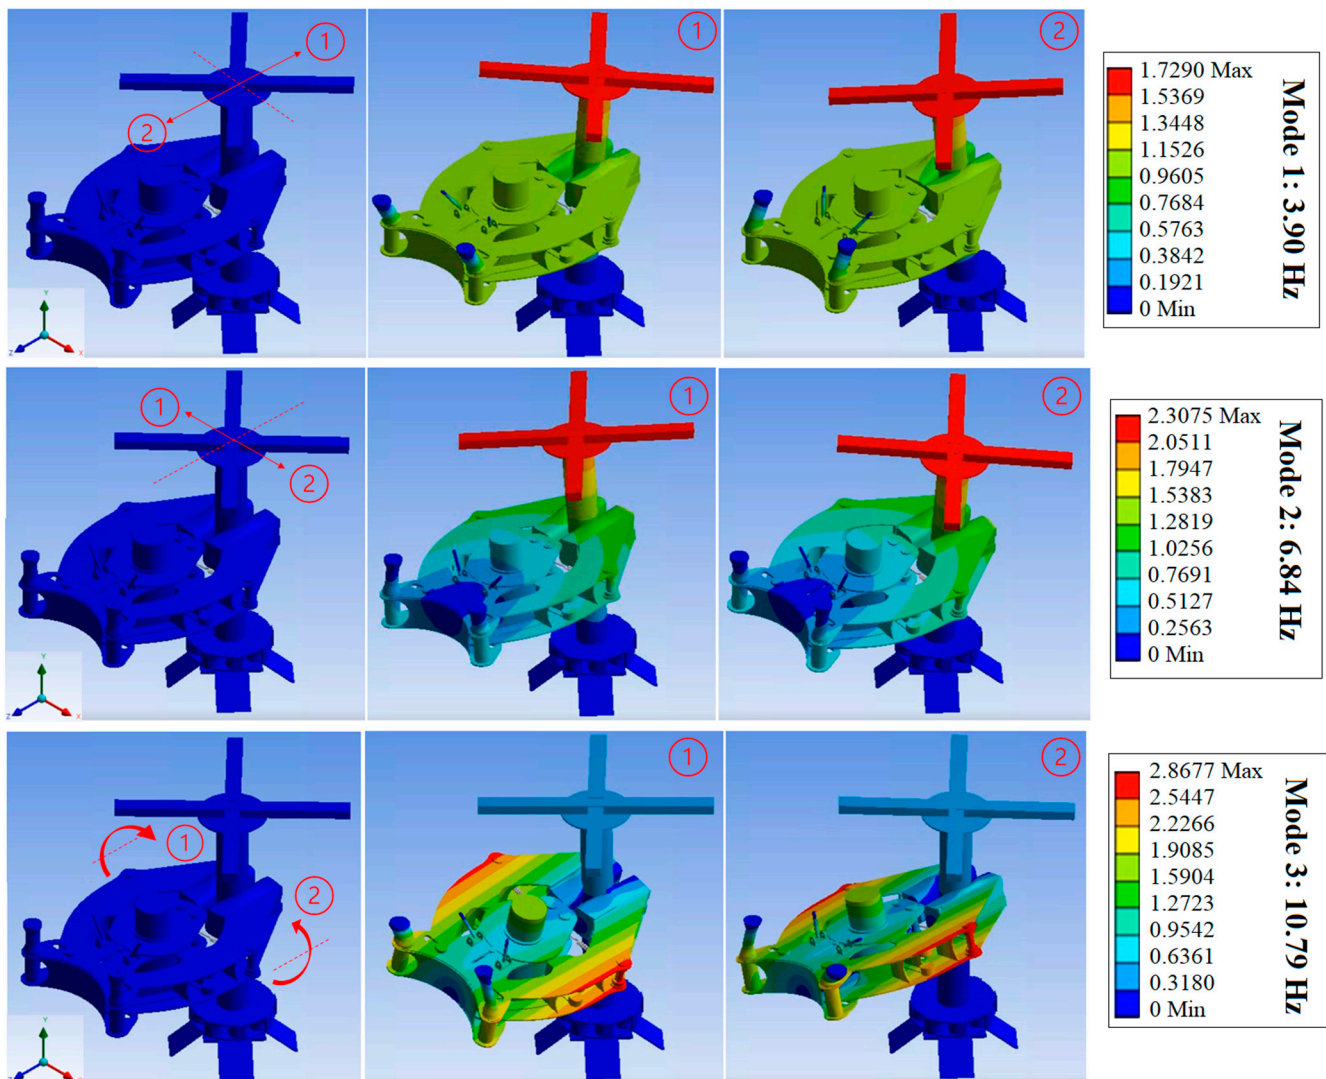 ①
②
①
②
1.7290 Max
1.5369
1.3448
1.1526
0.9605
0.7684
0.5763
0.3842
0.1921
0 Min
Mode 1: 3.90 Hz
Y
Z
X
①
②
①
②
2.3075 Max
2.0511
1.7947
1.5383
1.2819
1.0256
0.7691
0.5127
0.2563
0 Min
Mode 2: 6.84 Hz
Y
Z
X
①
②
①
②
2.8677 Max
2.5447
2.2266
1.9085
1.5904
1.2723
0.9542
0.6361
0.3180
0 Min
Mode 3: 10.79 Hz
Y
Z
X